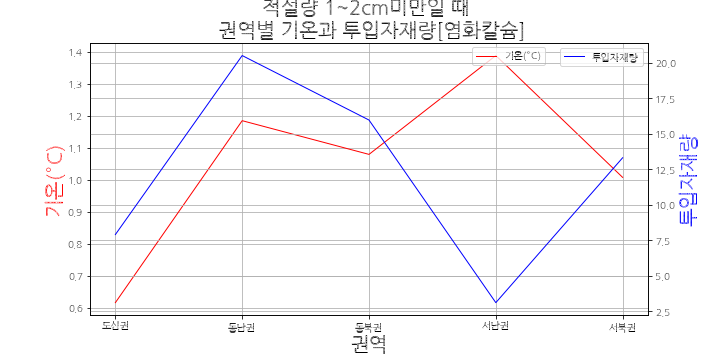 적설량 1~2cm미만일 때
권역별 기온과 투입자재량[염화칼슘]
기온(°C)
투입자재량
1,4
1,3
1,2
1,1
1,0
0,9
0,8
0,7
0,6
기온(°C)
20,0
17,5
15,0
12,5
10,0
7,5
5,0
2,5
투입자재량
도심권 동남권 동북권 서남권 서북권
권역